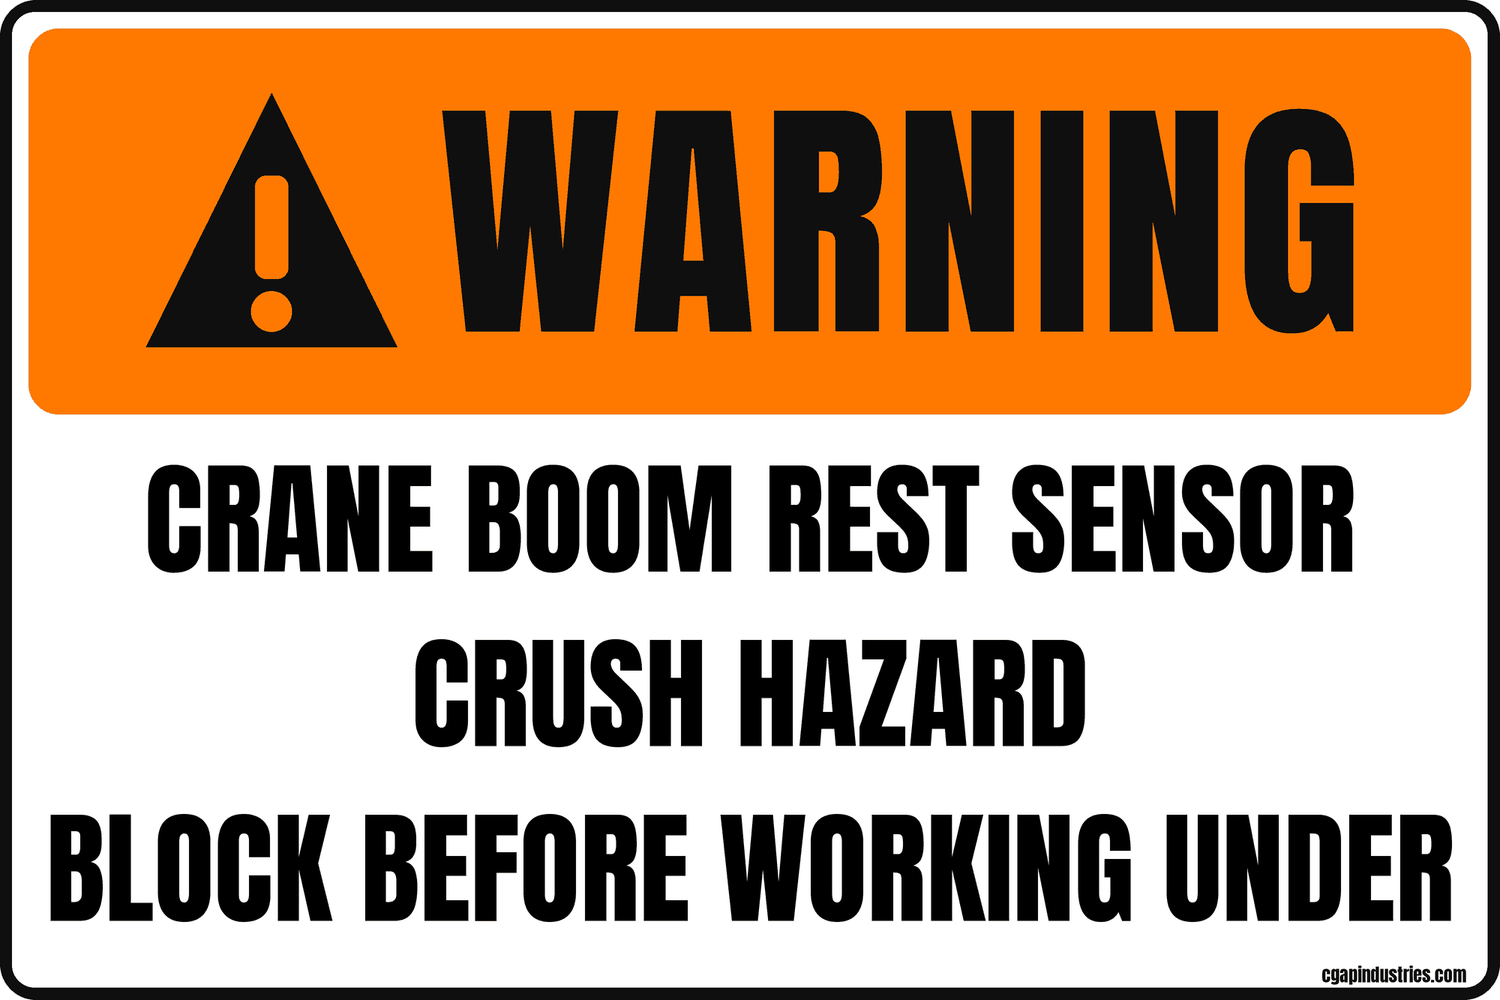 WARNING
CRANE BOOM REST SENSOR
CRUSH HAZARD
BLOCK BEFORE WORKING UNDER
cgapindustries.com